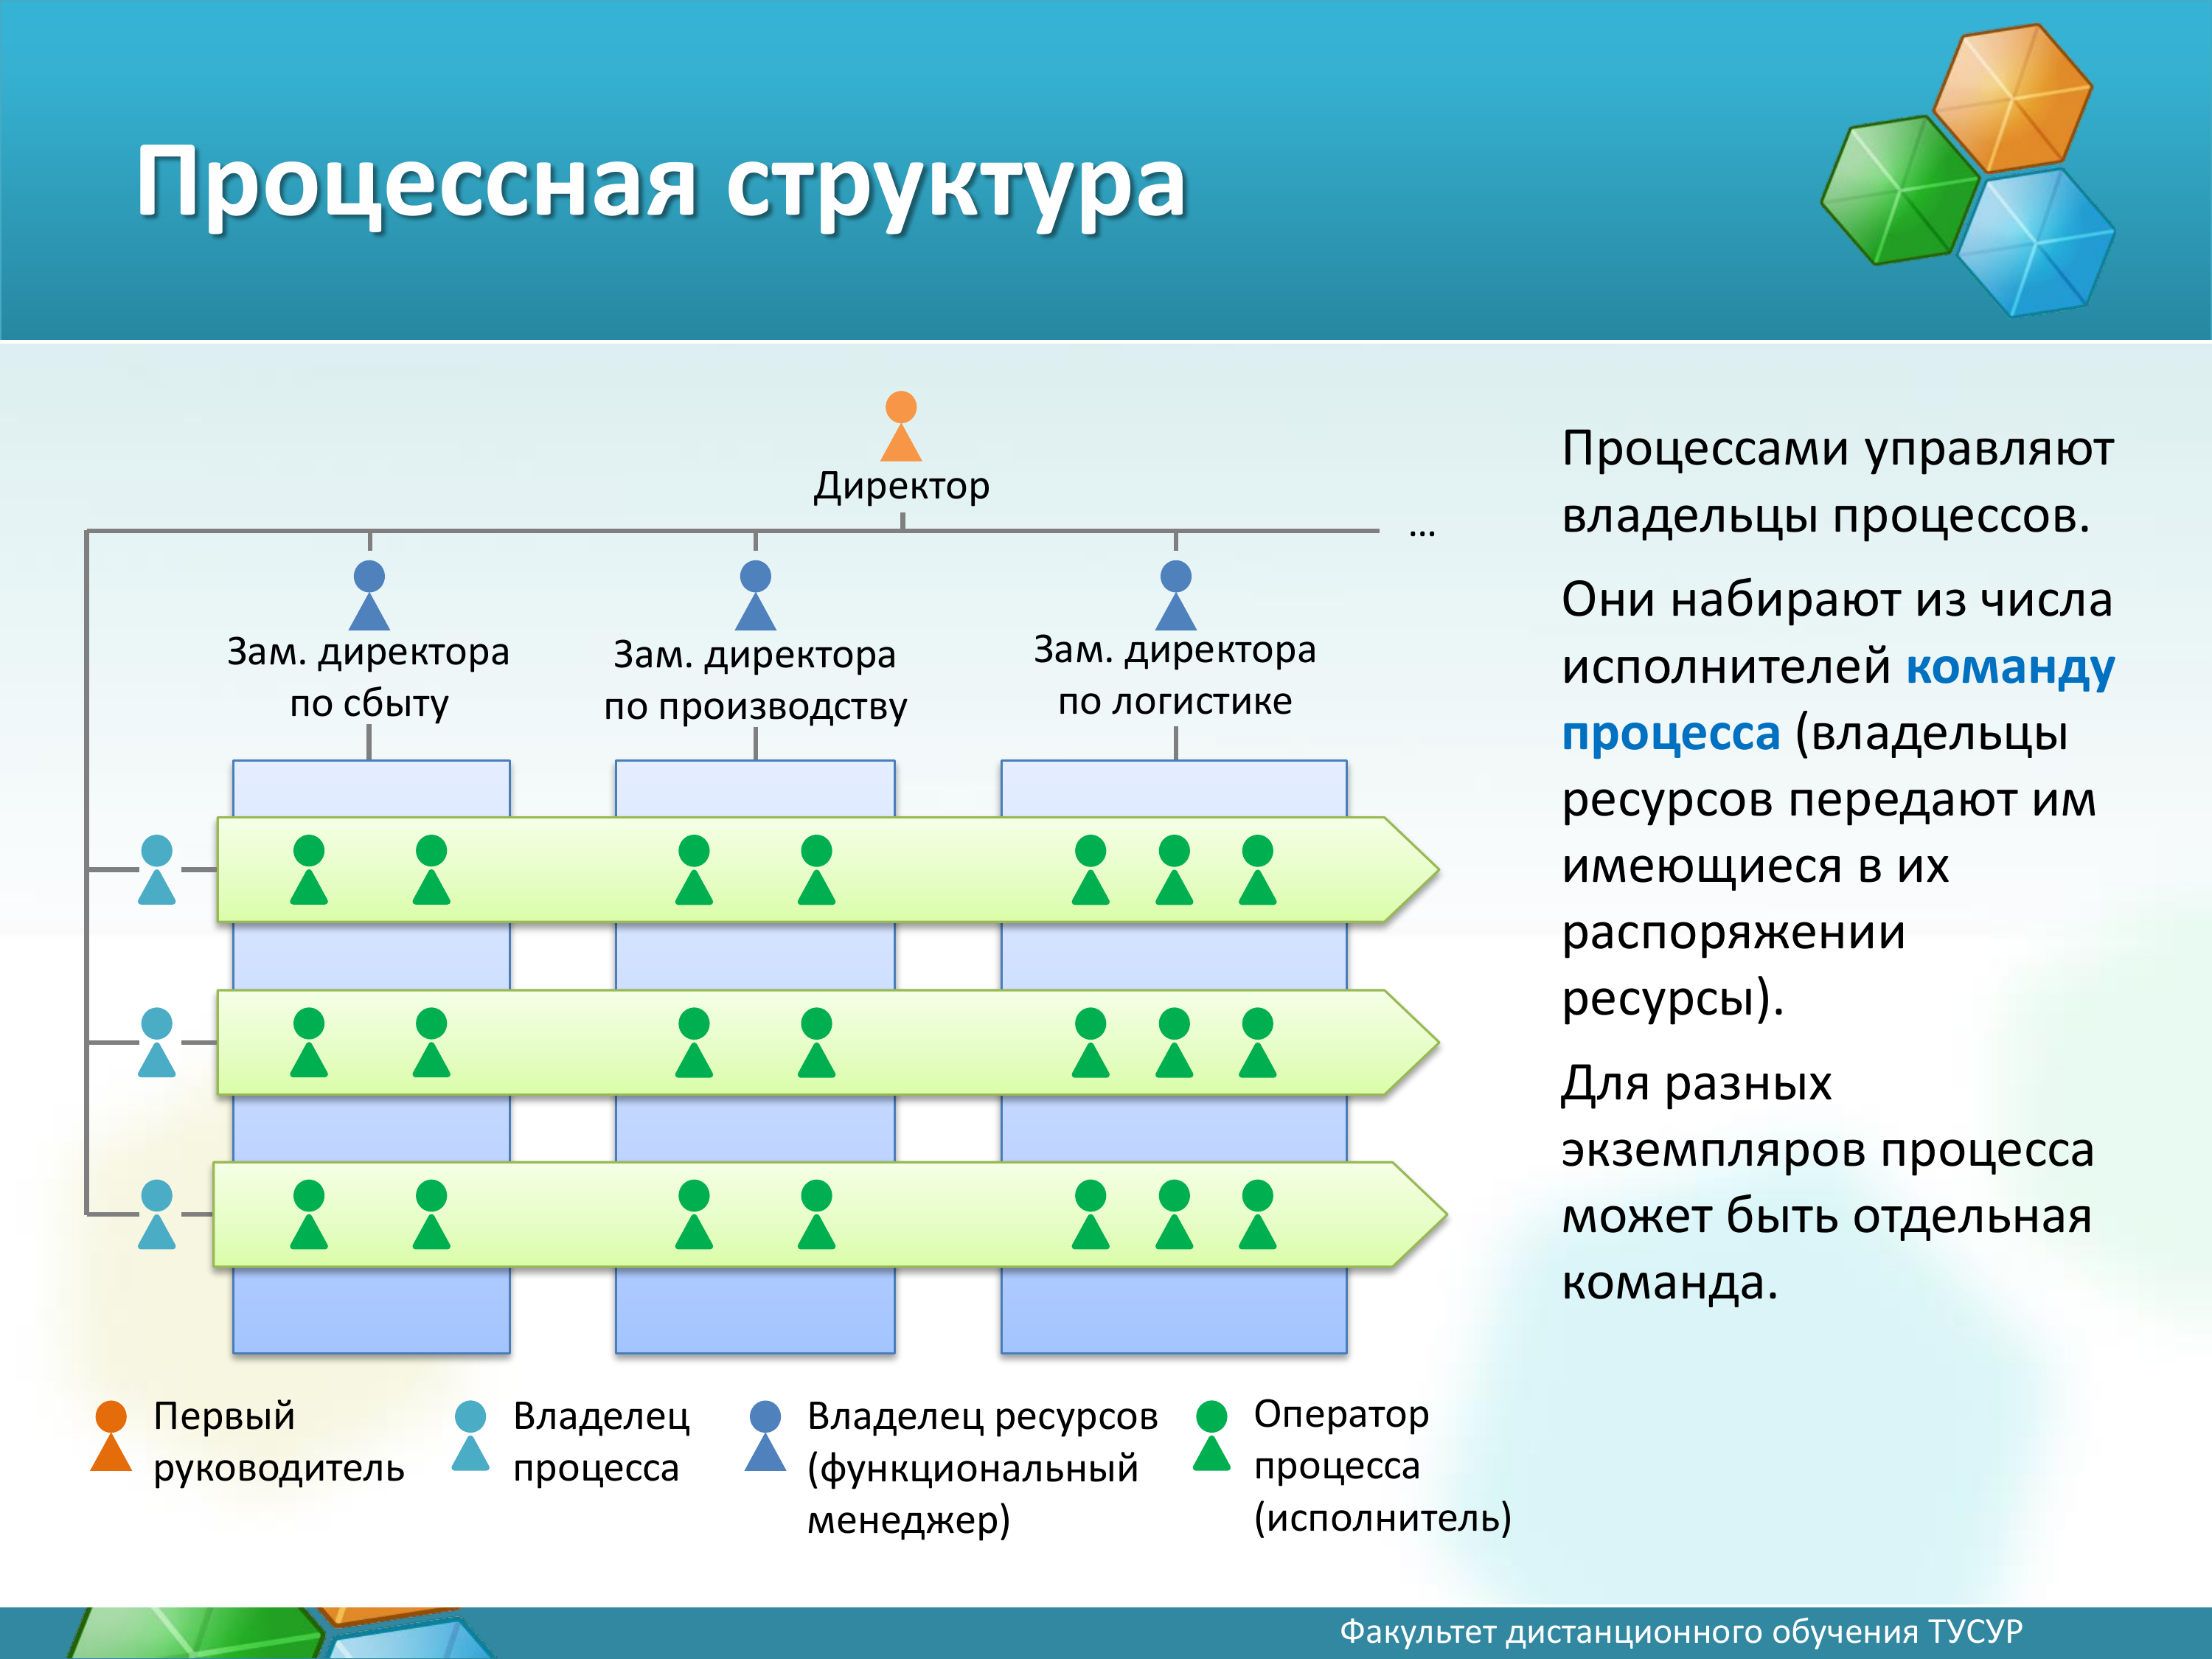 Процессная структура
Директор
...
Зам. директора
по сбыту
Зам. директора
по производству
Зам. директора
по логистике
Процессами управляют
владельцы процессов.
Они набирают из числа
исполнителей команду
процесса (владельцы
ресурсов передают им
имеющиеся в их
распоряжении
ресурсы).
Для разных
экземпляров процесса
может быть отдельная
команда.
Первый
руководитель
Владелец
процесса
Владелец ресурсов
(функциональный
менеджер)
Оператор
процесса
(исполнитель)
Факультет дистанционного обучения ТУСУР